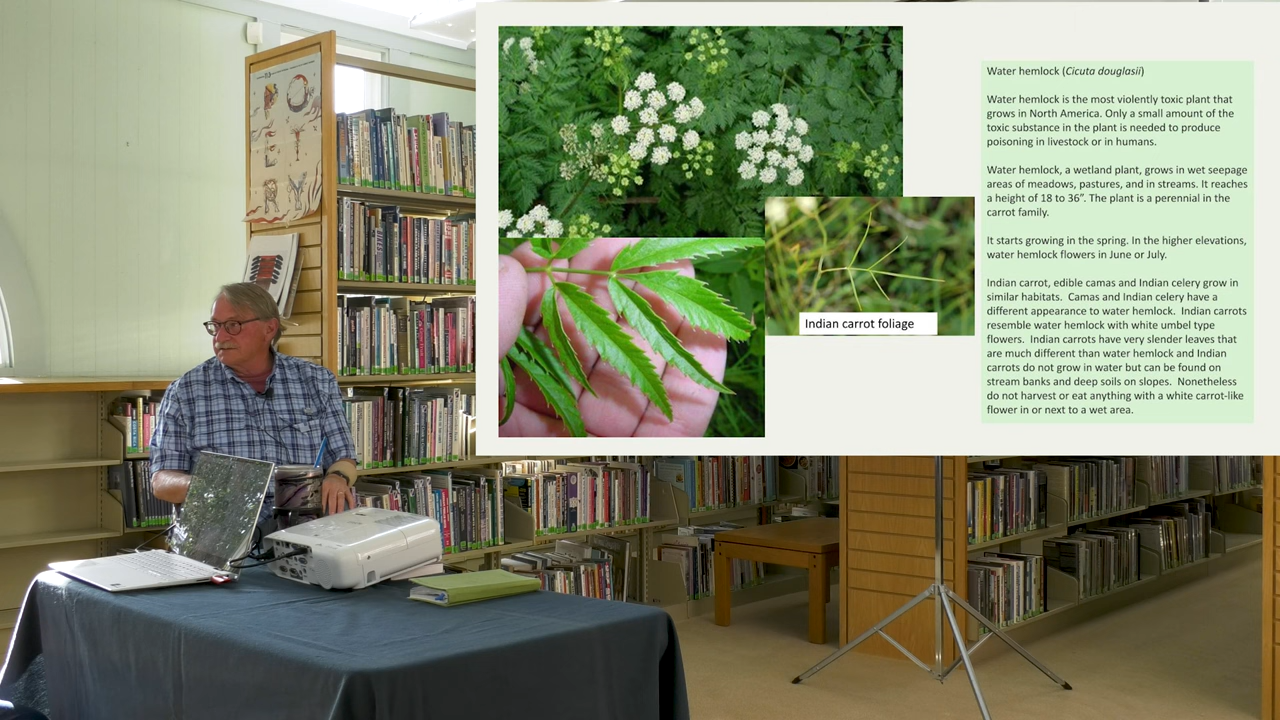 Water hemlock (Cicuta douglasii)
Water hemlock is the most violently toxic plant that
grows in North America. Only a small amount of the
toxic substance in the plant is needed to produce
poisoning in livestock or in humans.
Water hemlock, a wetland plant, grows in wet seepage
areas of meadows, pastures, and in streams. It reaches
a height of 18 to 36”. The plant is a perennial in the
carrot family.
It starts growing in the spring. In the higher elevations,
water hemlock flowers in June or July.
Indian carrot, edible camas and Indian celery grow in
similar habitats.  Camas and Indian celery have a
different appearance to water hemlock.  Indian carrots
resemble water hemlock with white umbel type
flowers.  Indian carrots have very slender leaves that
are much different than water hemlock and Indian
carrots do not grow in water but can be found on
stream banks and deep soils on slopes.  Nonetheless
do not harvest or eat anything with a white carrot-like
flower in or next to a wet area.
Indian carrot foliage